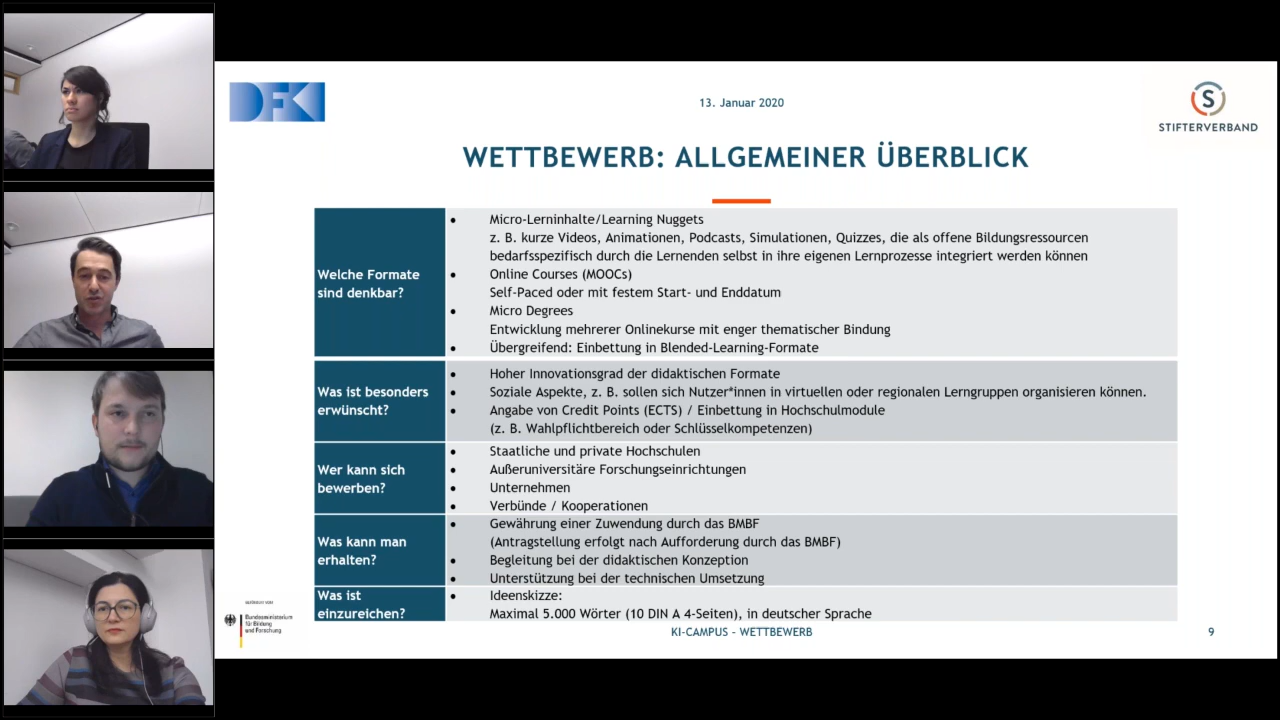 DFKI
13. Januar 2020
S
STIFTERVERBAND
WETTBEWERB: ALLGEMEINER ÜBERBLICK
Welche Formate
sind denkbar?
• Micro-Lerninhalte/Learning Nuggets
z. B. kurze Videos, Animationen, Podcasts, Simulationen, Quizzes, die als offene Bildungsressourcen
bedarfsspezifisch durch die Lernenden selbst in ihre eigenen Lernprozesse integriert werden können
• Online Courses (MOOCs)
Self-Paced oder mit festem Start- und Enddatum
• Micro Degrees
Entwicklung mehrerer Onlinekurse mit enger thematischer Bindung
• Übergreifend: Einbettung in Blended-Learning-Formate
Was ist besonders
erwünscht?
• Hoher Innovationsgrad der didaktischen Formate
• Soziale Aspekte, z. B. sollen sich Nutzer*innen in virtuellen oder regionalen Lerngruppen organisieren können.
• Angabe von Credit Points (ECTS) / Einbettung in Hochschulmodule
(z. B. Wahlpflichtbereich oder Schlüsselkompetenzen)
Wer kann sich
bewerben?
• Staatliche und private Hochschulen
• Außeruniversitäre Forschungseinrichtungen
• Unternehmen
• Verbünde / Kooperationen
Was kann man
erhalten?
• Gewährung einer Zuwendung durch das BMBF
(Antragstellung erfolgt nach Aufforderung durch das BMBF)
• Begleitung bei der didaktischen Konzeption
• Unterstützung bei der technischen Umsetzung
Was ist
einzureichen?
• Ideenskizze:
Maximal 5.000 Wörter (10 DIN A 4-Seiten), in deutscher Sprache
GEFÖRDERT VOM
Bundesministerium
für Bildung
und Forschung
KI-CAMPUS - WETTBEWERB
9